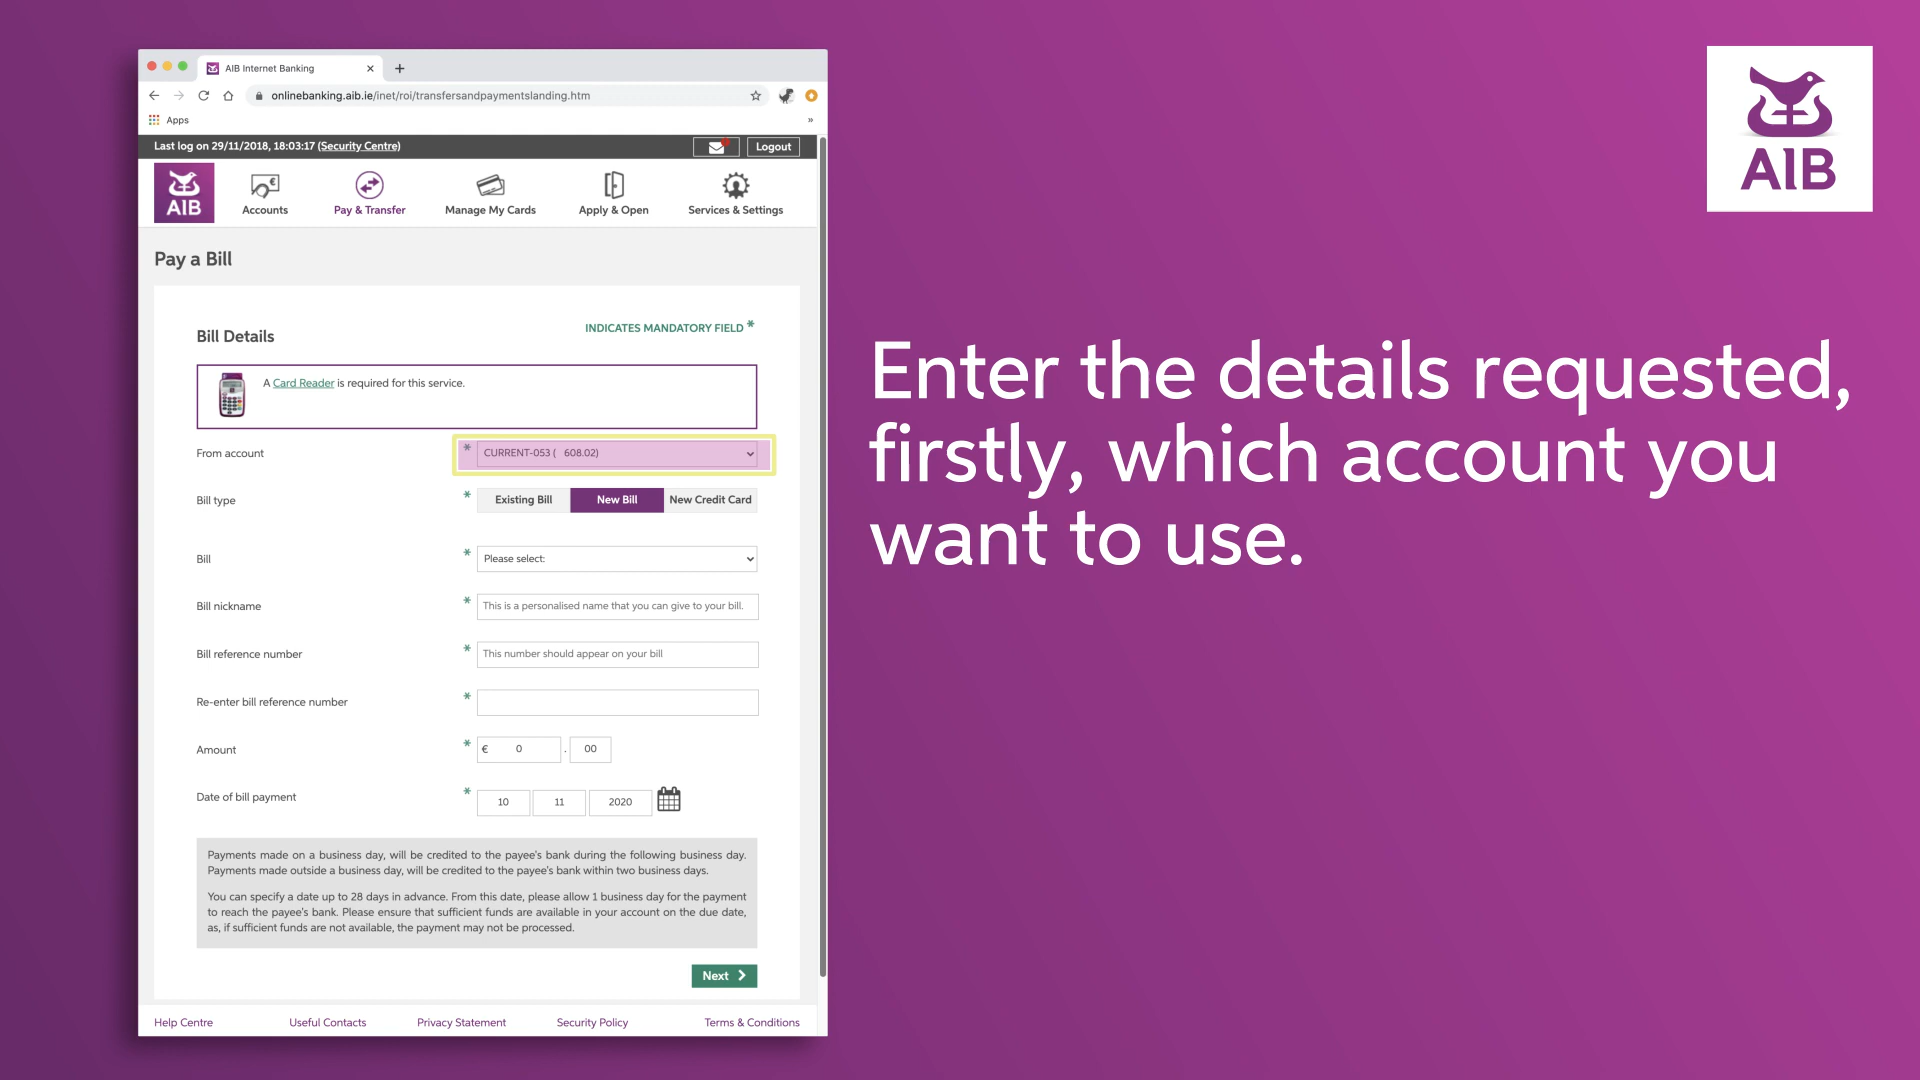 AIB Internet Banking
onlinebanking.aib.ie/inet/roi/transfersandpaymentslanding.htm
Apps
Last log on 29/11/2018, 18:03:17 (Security Centre)
Logout
AIB
Accounts
Pay & Transfer
Manage My Cards
Apply & Open
Services & Settings
Pay a Bill
Bill Details
INDICATES MANDATORY FIELD *
A Card Reader is required for this service.
From account
* CURRENT-053 ( 608.02)
Bill type
* Existing Bill New Bill New Credit Card
Bill
* Please select:
Bill nickname
* This is a personalised name that you can give to your bill.
Bill reference number
* This number should appear on your bill
Re-enter bill reference number
*
Amount
* € 0 . 00
Date of bill payment
* 10 11 2020
Payments made on a business day, will be credited to the payee's bank during the following business day.
Payments made outside a business day, will be credited to the payee's bank within two business days.
You can specify a date up to 28 days in advance. From this date, please allow 1 business day for the payment
to reach the payee's bank. Please ensure that sufficient funds are available in your account on the due date,
as, if sufficient funds are not available, the payment may not be processed.
Next
Help Centre
Useful Contacts
Privacy Statement
Security Policy
Terms & Conditions
Enter the details requested,
firstly, which account you
want to use.
AIB